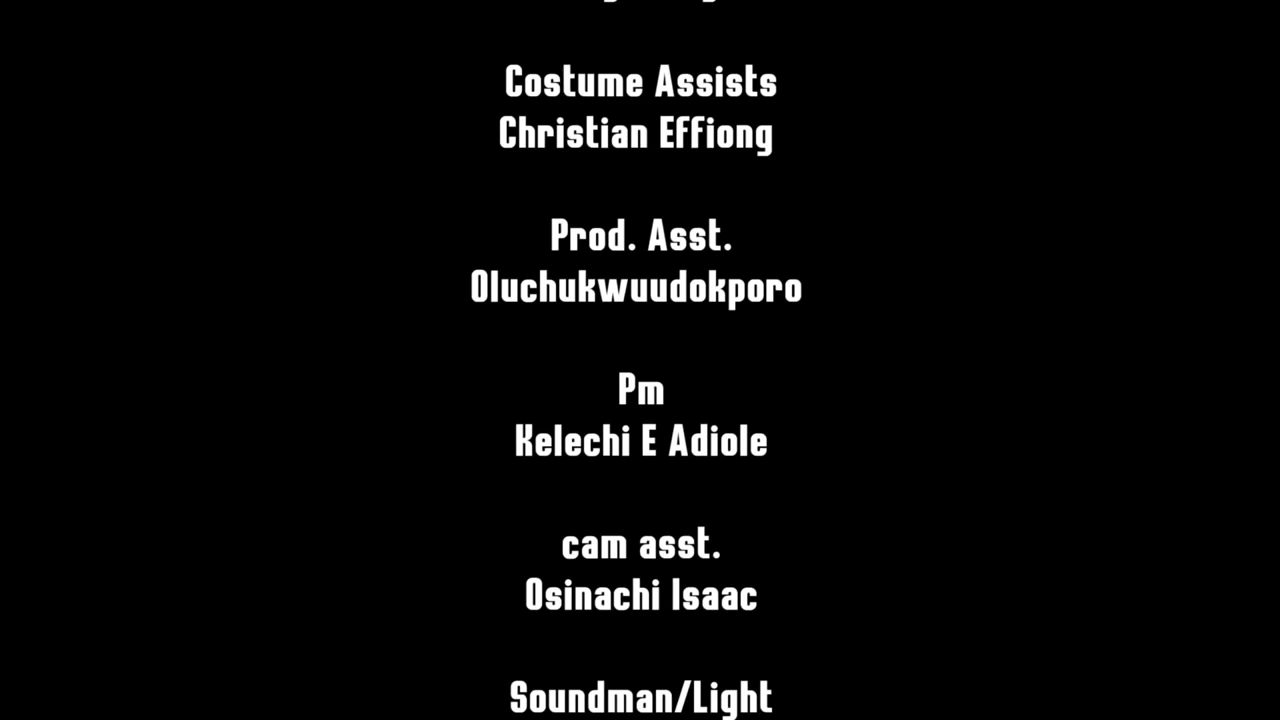 Costume Assists
Christian Effiong
Prod. Asst.
Oluchukwuudokporo
Pm
Kelechi E Adiole
cam asst.
Osinachi Isaac
Soundman/Light